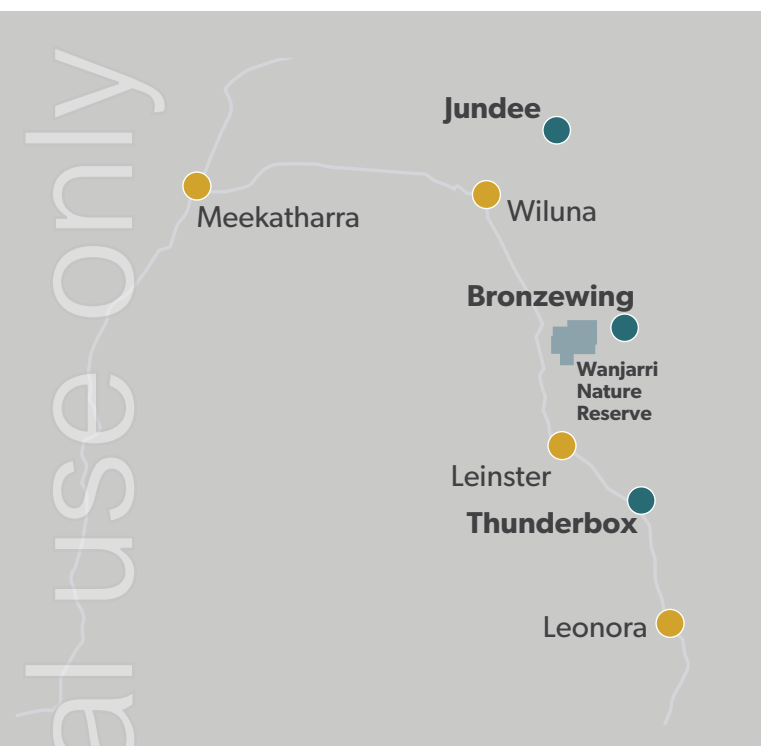 Jundee
Meekatharra
Wiluna
Bronzewing
Wanjarri
Nature
Reserve
Leinster
Thunderbox
Leonora
al use only